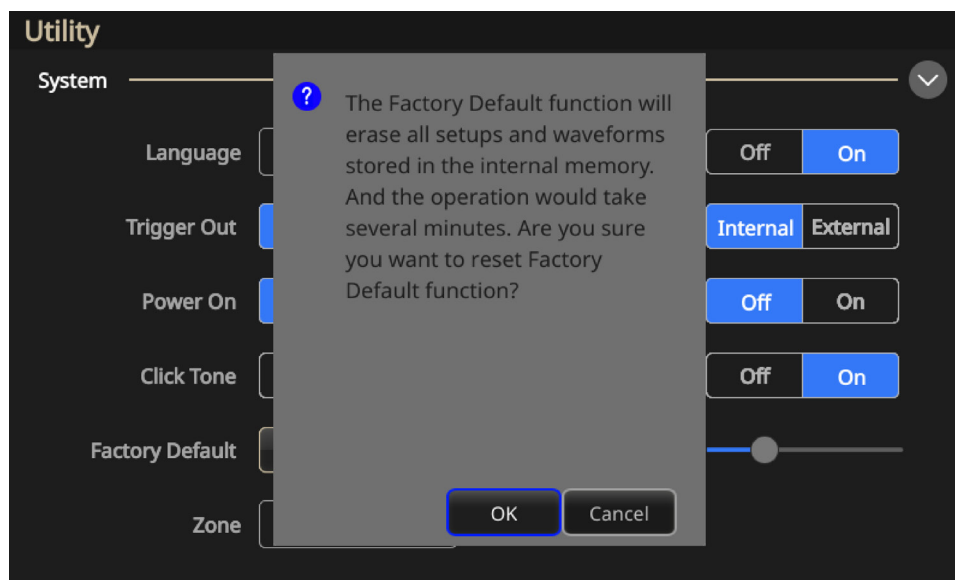 Utility
System
?
The Factory Default function will
erase all setups and waveforms
stored in the internal memory.
And the operation would take
several minutes. Are you sure
you want to reset Factory
Default function?
Language
Off On
Trigger Out
Internal External
Power On
Off On
Click Tone
Off On
Factory Default
Zone
OK Cancel